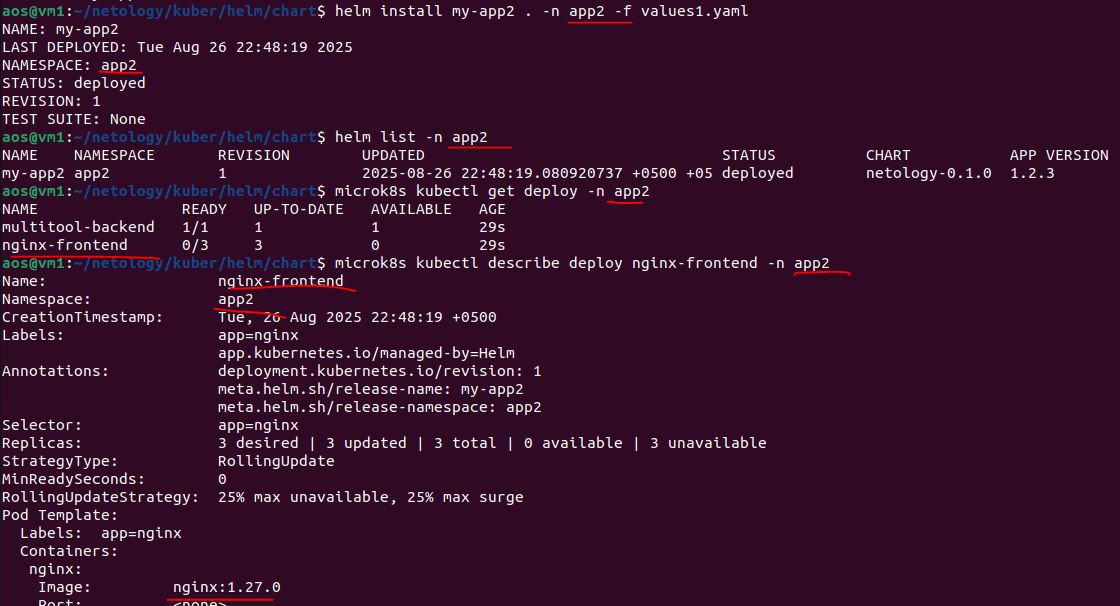 aos@vm1:~/netology/kuber/helm/chart$ helm install my-app2 . -n app2 -f values1.yaml
NAME: my-app2
LAST DEPLOYED: Tue Aug 26 22:48:19 2025
NAMESPACE: app2
STATUS: deployed
REVISION: 1
TEST SUITE: None
aos@vm1:~/netology/kuber/helm/chart$ helm list -n app2
NAME    NAMESPACE       REVISION        UPDATED                                 STATUS          CHART           APP VERSION
my-app2 app2            1               2025-08-26 22:48:19.080920737 +0500 +05 deployed        netology-0.1.0  1.2.3
aos@vm1:~/netology/kuber/helm/chart$ microk8s kubectl get deploy -n app2
NAME                READY   UP-TO-DATE   AVAILABLE   AGE
multitool-backend   1/1     1            1           29s
nginx-frontend      0/3     3            0           29s
aos@vm1:~/netology/kuber/helm/chart$ microk8s kubectl describe deploy nginx-frontend -n app2
Name:                   nginx-frontend
Namespace:              app2
CreationTimestamp:      Tue, 26 Aug 2025 22:48:19 +0500
Labels:                 app=nginx
                        app.kubernetes.io/managed-by=Helm
Annotations:            deployment.kubernetes.io/revision: 1
                        meta.helm.sh/release-name: my-app2
                        meta.helm.sh/release-namespace: app2
Selector:               app=nginx
Replicas:               3 desired | 3 updated | 3 total | 0 available | 3 unavailable
StrategyType:           RollingUpdate
MinReadySeconds:        0
RollingUpdateStrategy:  25% max unavailable, 25% max surge
Pod Template:
  Labels:  app=nginx
  Containers:
   nginx:
    Image:         nginx:1.27.0
    Port:          <none>